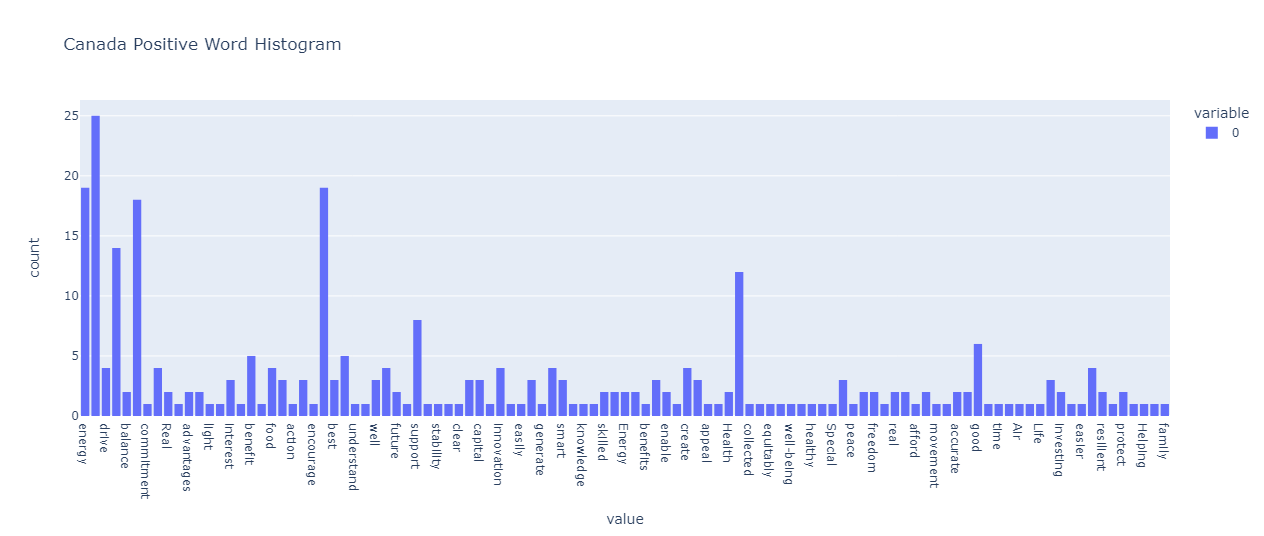 Canada Positive Word Histogram
25
20
15
10
5
0
count
energy
drive
balance
commitment
Real
advantages
light
Interest
benefit
food
action
encourage
best
understand
well
future
support
stability
clear
capital
Innovation
easily
generate
smart
knowledge
skilled
Energy
benefits
enable
create
appeal
Health
collected
equitably
well-being
healthy
Special
peace
freedom
real
afford
movement
accurate
good
time
Air
Life
Investing
easier
resilient
protect
Helping
family
value
variable
0